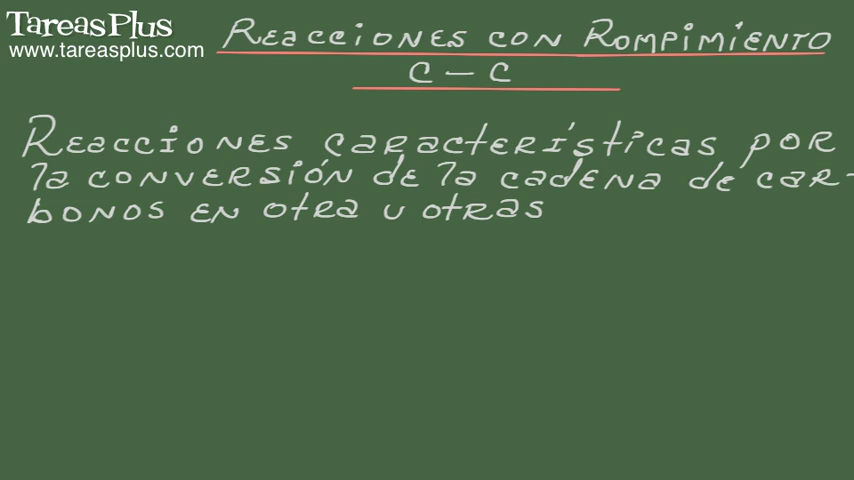 TareasPlus
www.tareasplus.com
Reacciones con Rompimiento
C - C
Reacciones características por
la conversión de la cadena de car-
bonos en otra u otras